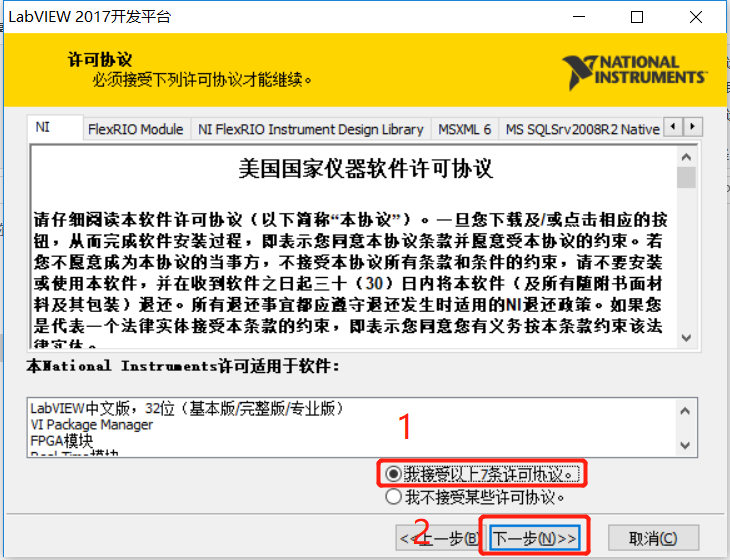 LabVIEW 2017开发平台
许可协议
必须接受下列许可协议才能继续。
NATIONAL
INSTRUMENTS™
NI
FlexRIO Module
NI FlexRIO Instrument Design Library
MSXML 6
MS SQLSrv2008R2 Native
美国国家仪器软件许可协议
请仔细阅读本软件许可协议（以下简称“本协议”）。一旦您下载及/或点击相应的按
钮，从而完成软件安装过程，即表示您同意本协议条款并愿意受本协议的约束。若
您不愿意成为本协议的当事方，不接受本协议所有条款和条件的约束，请不要安装
或使用本软件，并在收到软件之日起三十（30）日内将本软件（及所有随附书面材
料及其包装）退还。所有退还事宜都应遵守退还发生时适用的NI退还政策。如果您
是代表一个法律实体接受本条款的约束，即表示您同意您有义务按本条款约束该法
律实体。
本National Instruments许可适用于软件：
LabVIEW中文版，32位（基本版/完整版/专业版）
VI Package Manager
FPGA模块
Real-Time模块
1
我接受以上7条许可协议。
我不接受某些许可协议。
2
<<上一步(B)
下一步(N)>>
取消(C)